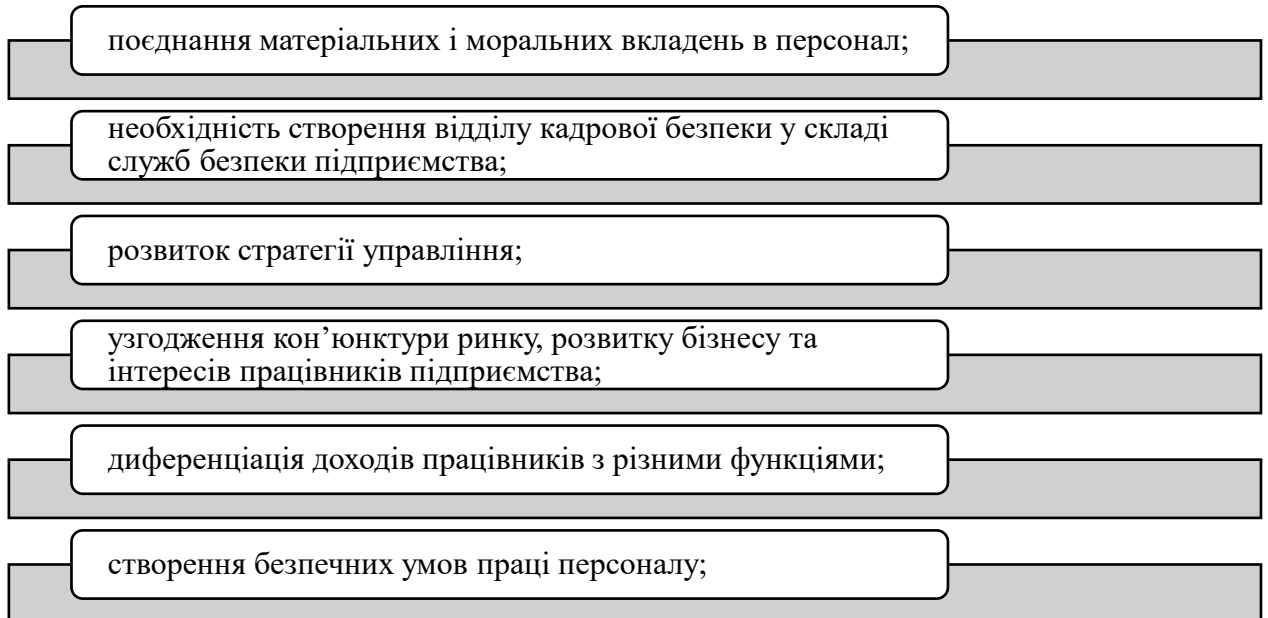 поєднання матеріальних і моральних вкладень в персонал;
необхідність створення відділу кадрової безпеки у складі
служб безпеки підприємства;
розвиток стратегії управління;
узгодження кон’юнктури ринку, розвитку бізнесу та
інтересів працівників підприємства;
диференціація доходів працівників з різними функціями;
створення безпечних умов праці персоналу;